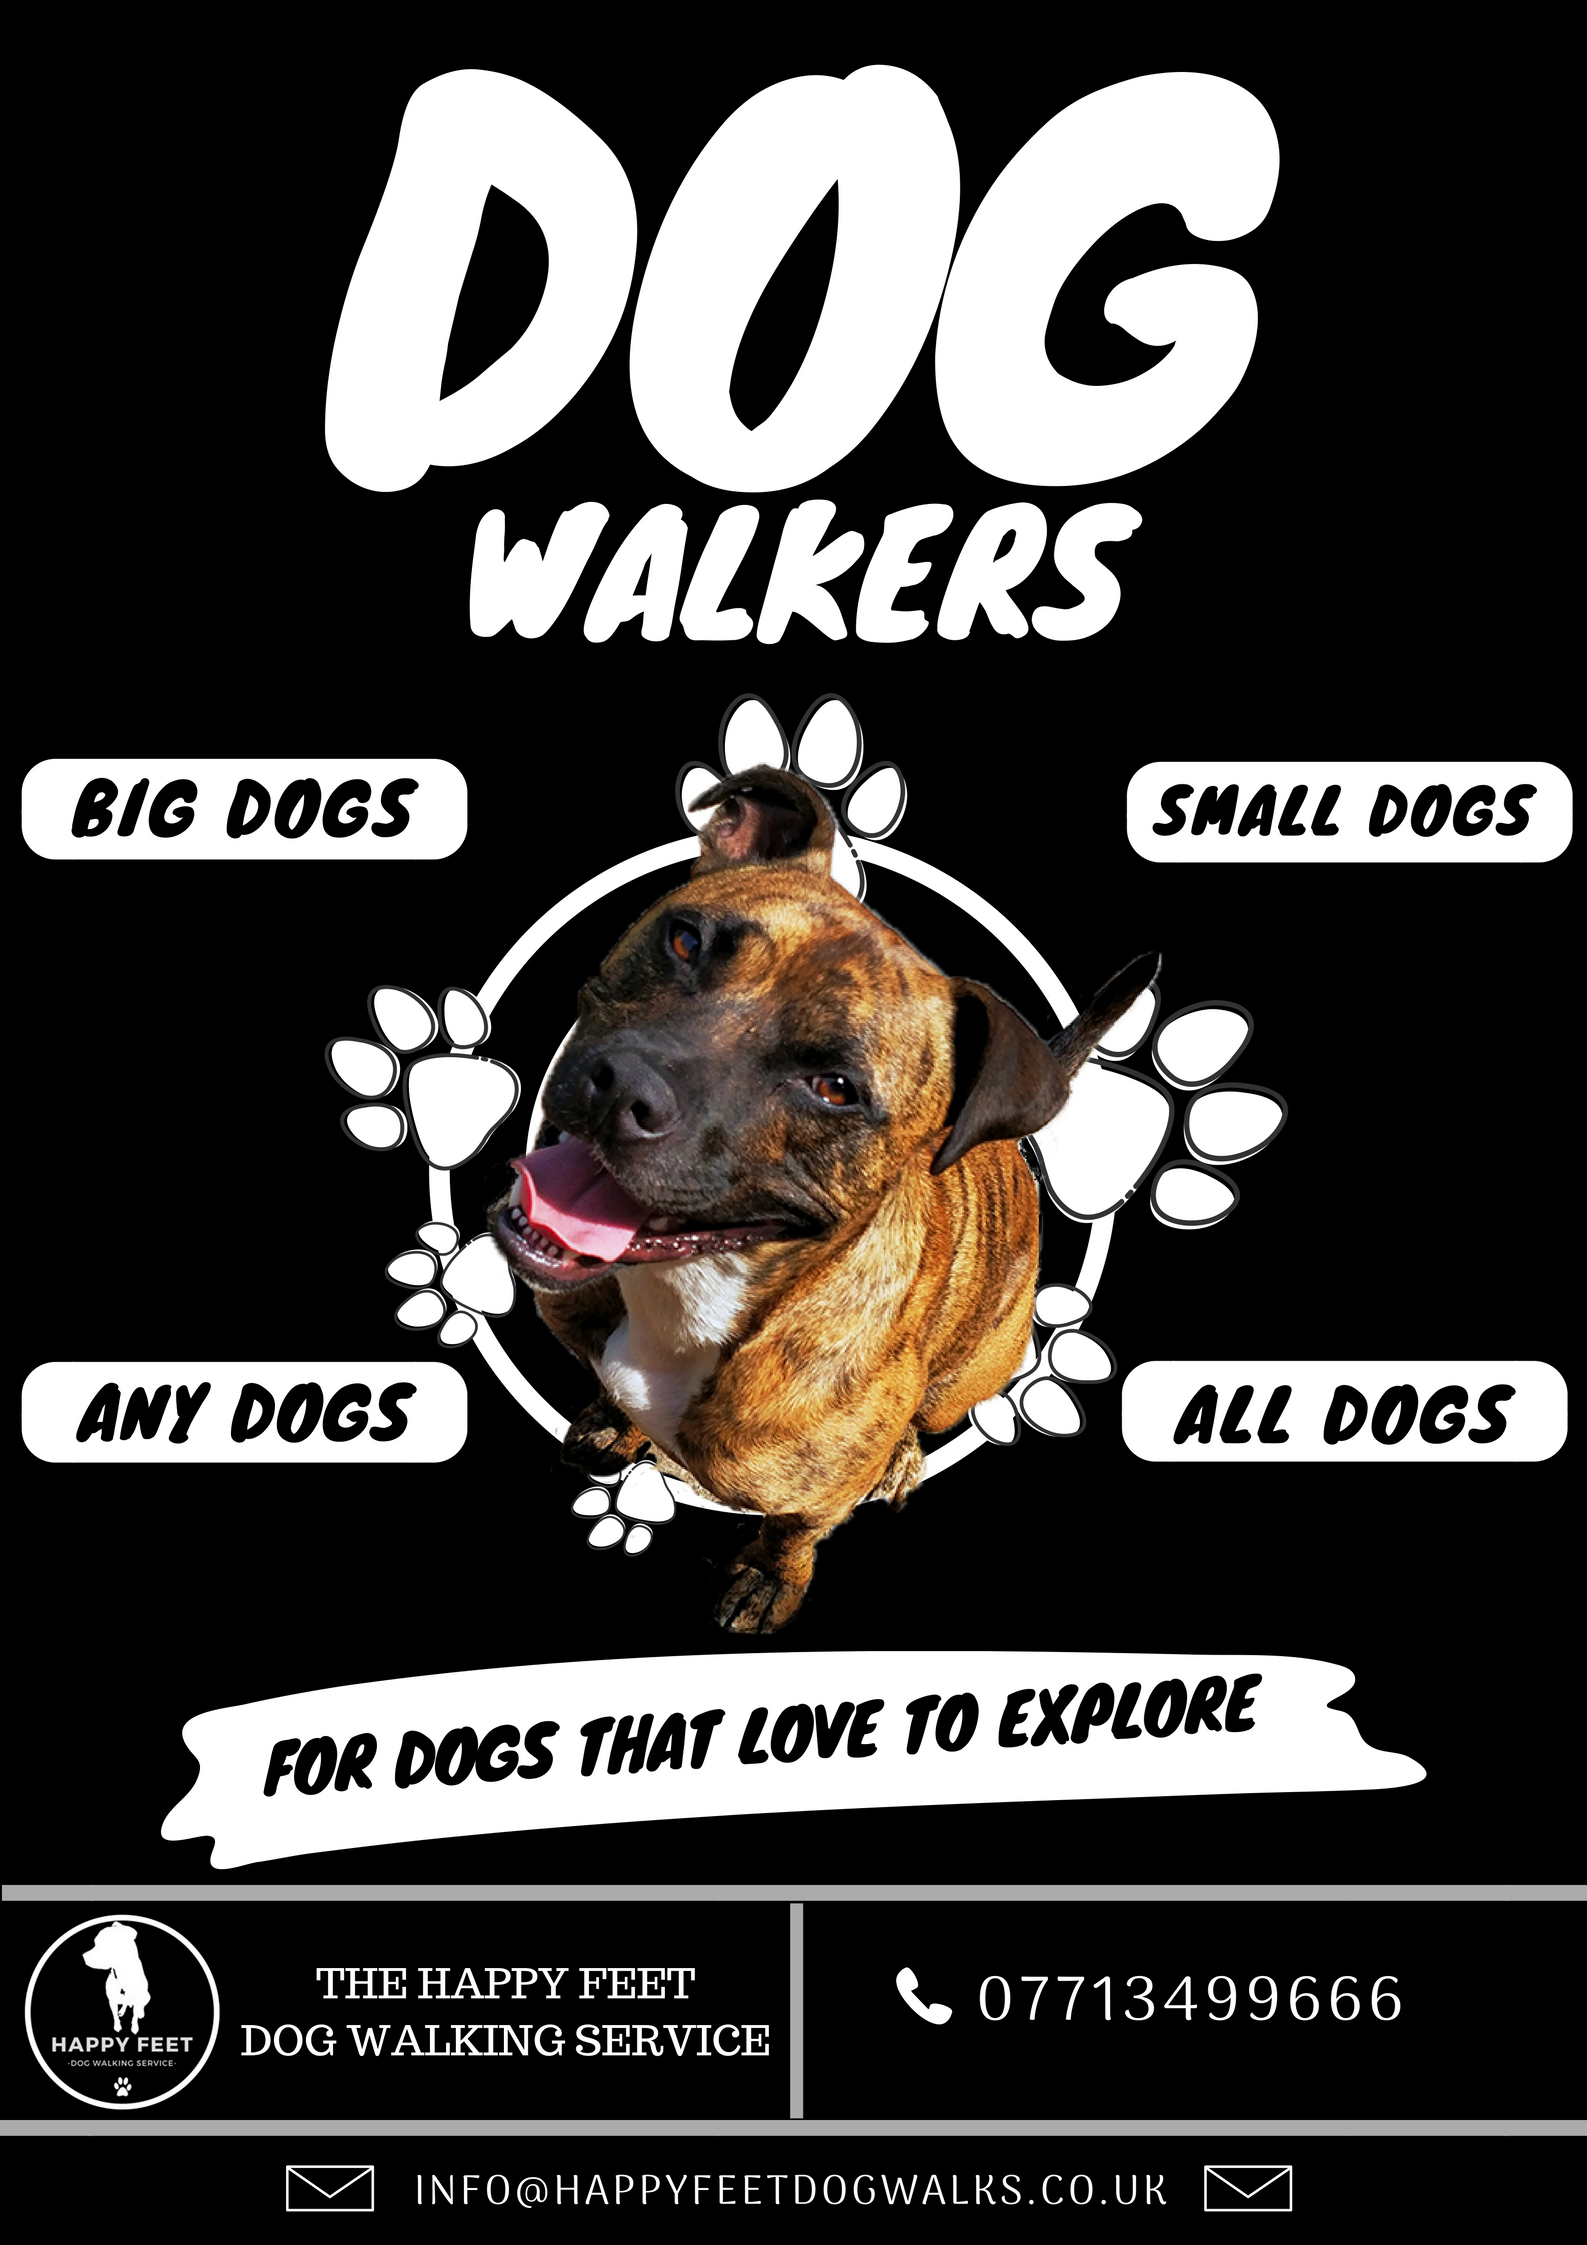 DOG
WALKERS
BIG DOGS
SMALL DOGS
ANY DOGS
ALL DOGS
FOR DOGS THAT LOVE TO EXPLORE
HAPPY FEET
·DOG WALKING SERVICE·
THE HAPPY FEET
DOG WALKING SERVICE
07713499666
INFO@HAPPYFEETDOGWALKS.CO.UK